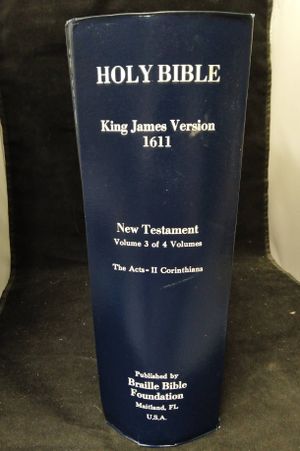 HOLY BIBLE
King James Version
1611
New Testament
Volume 3 of 4 Volumes
The Acts - II Corinthians
Published by
Braille Bible
Foundation
Maitland, FL
U.S.A.